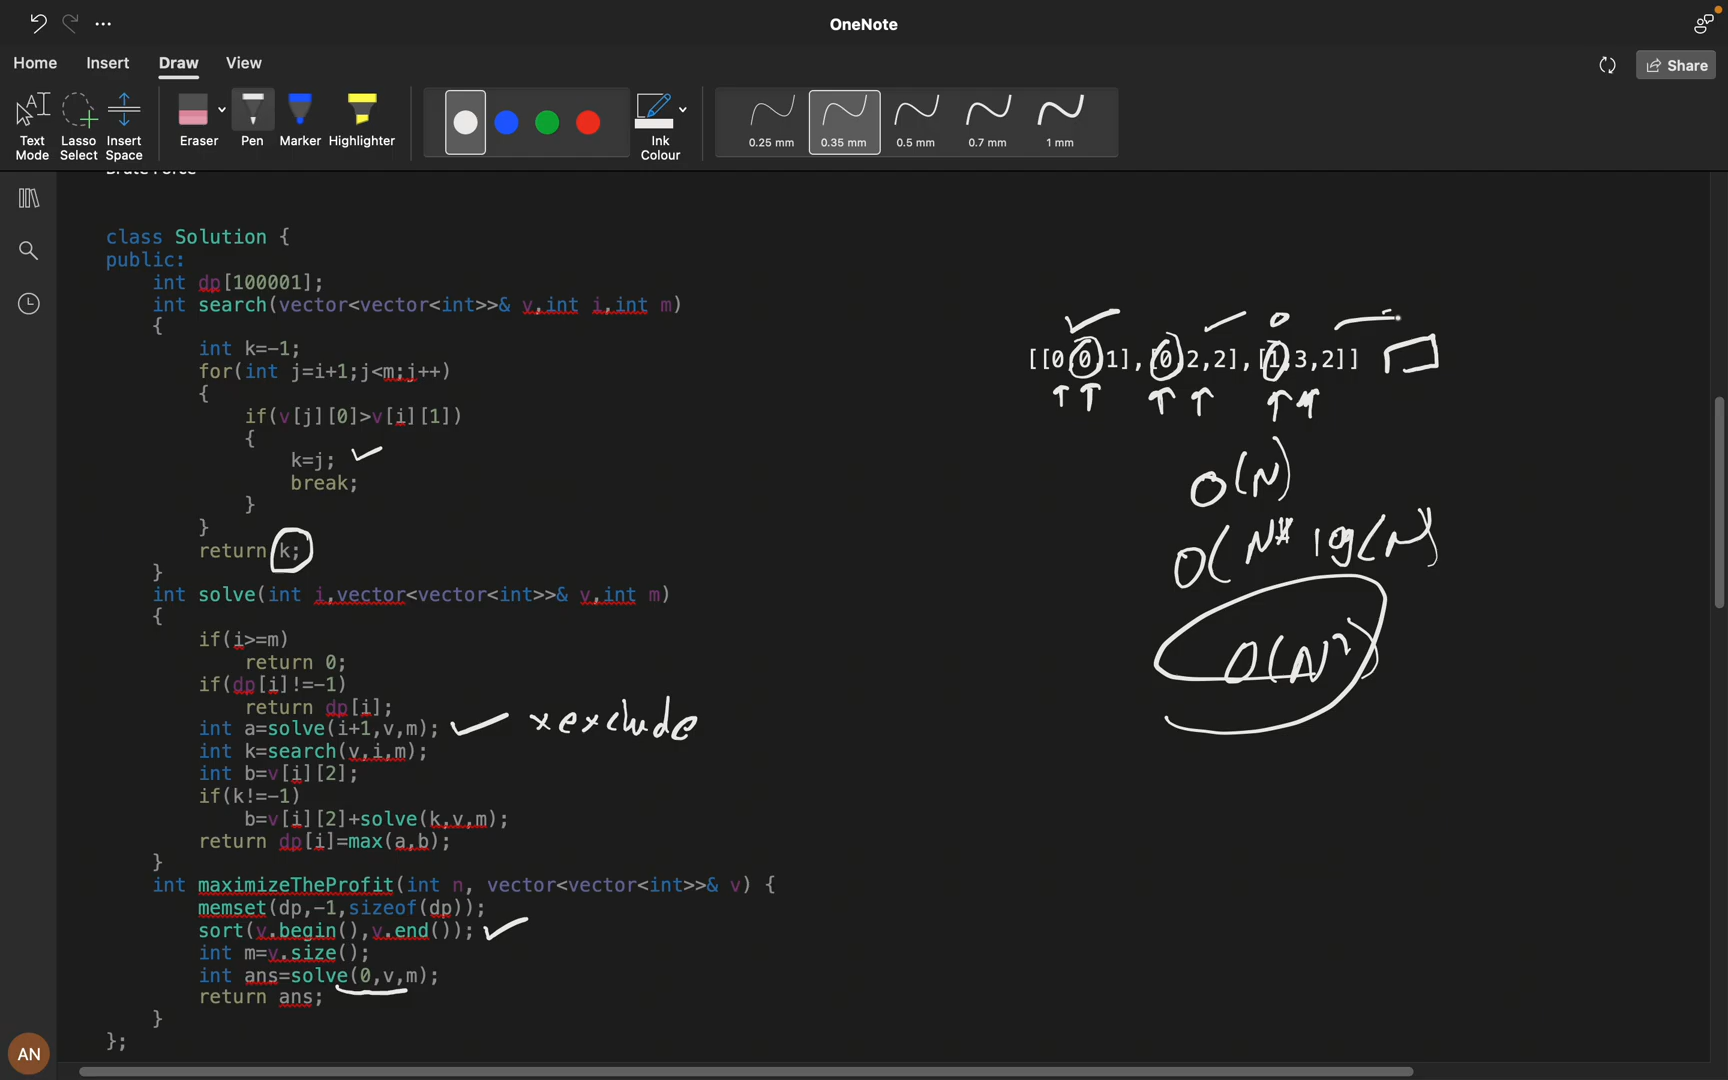 OneNote
Home Insert Draw View
Share
Text Mode
Lasso Select
Insert Space
Eraser
Pen
Marker
Highlighter
Ink Colour
0.25 mm
0.35 mm
0.5 mm
0.7 mm
1 mm
Brute Force
class Solution {
public:
int dp[100001];
int search(vector<vector<int>>& v,int i,int m)
{
int k=-1;
for(int j=i+1;j<m;j++)
{
if(v[j][0]>v[i][1])
{
k=j;
break;
}
}
return k;
}
int solve(int i,vector<vector<int>>& v,int m)
{
if(i>=m)
return 0;
if(dp[i]!=-1)
return dp[i];
int a=solve(i+1,v,m); x exclude
int k=search(v,i,m);
int b=v[i][2];
if(k!=-1)
b=v[i][2]+solve(k,v,m);
return dp[i]=max(a,b);
}
int maximizeTheProfit(int n, vector<vector<int>>& v) {
memset(dp,-1,sizeof(dp));
sort(v.begin(),v.end());
int m=v.size();
int ans=solve(0,v,m);
return ans;
}
};
[[0,0,1],[0,2,2],[1,3,2]]
O(N)
O(N* log(N)
O(N²)
AN